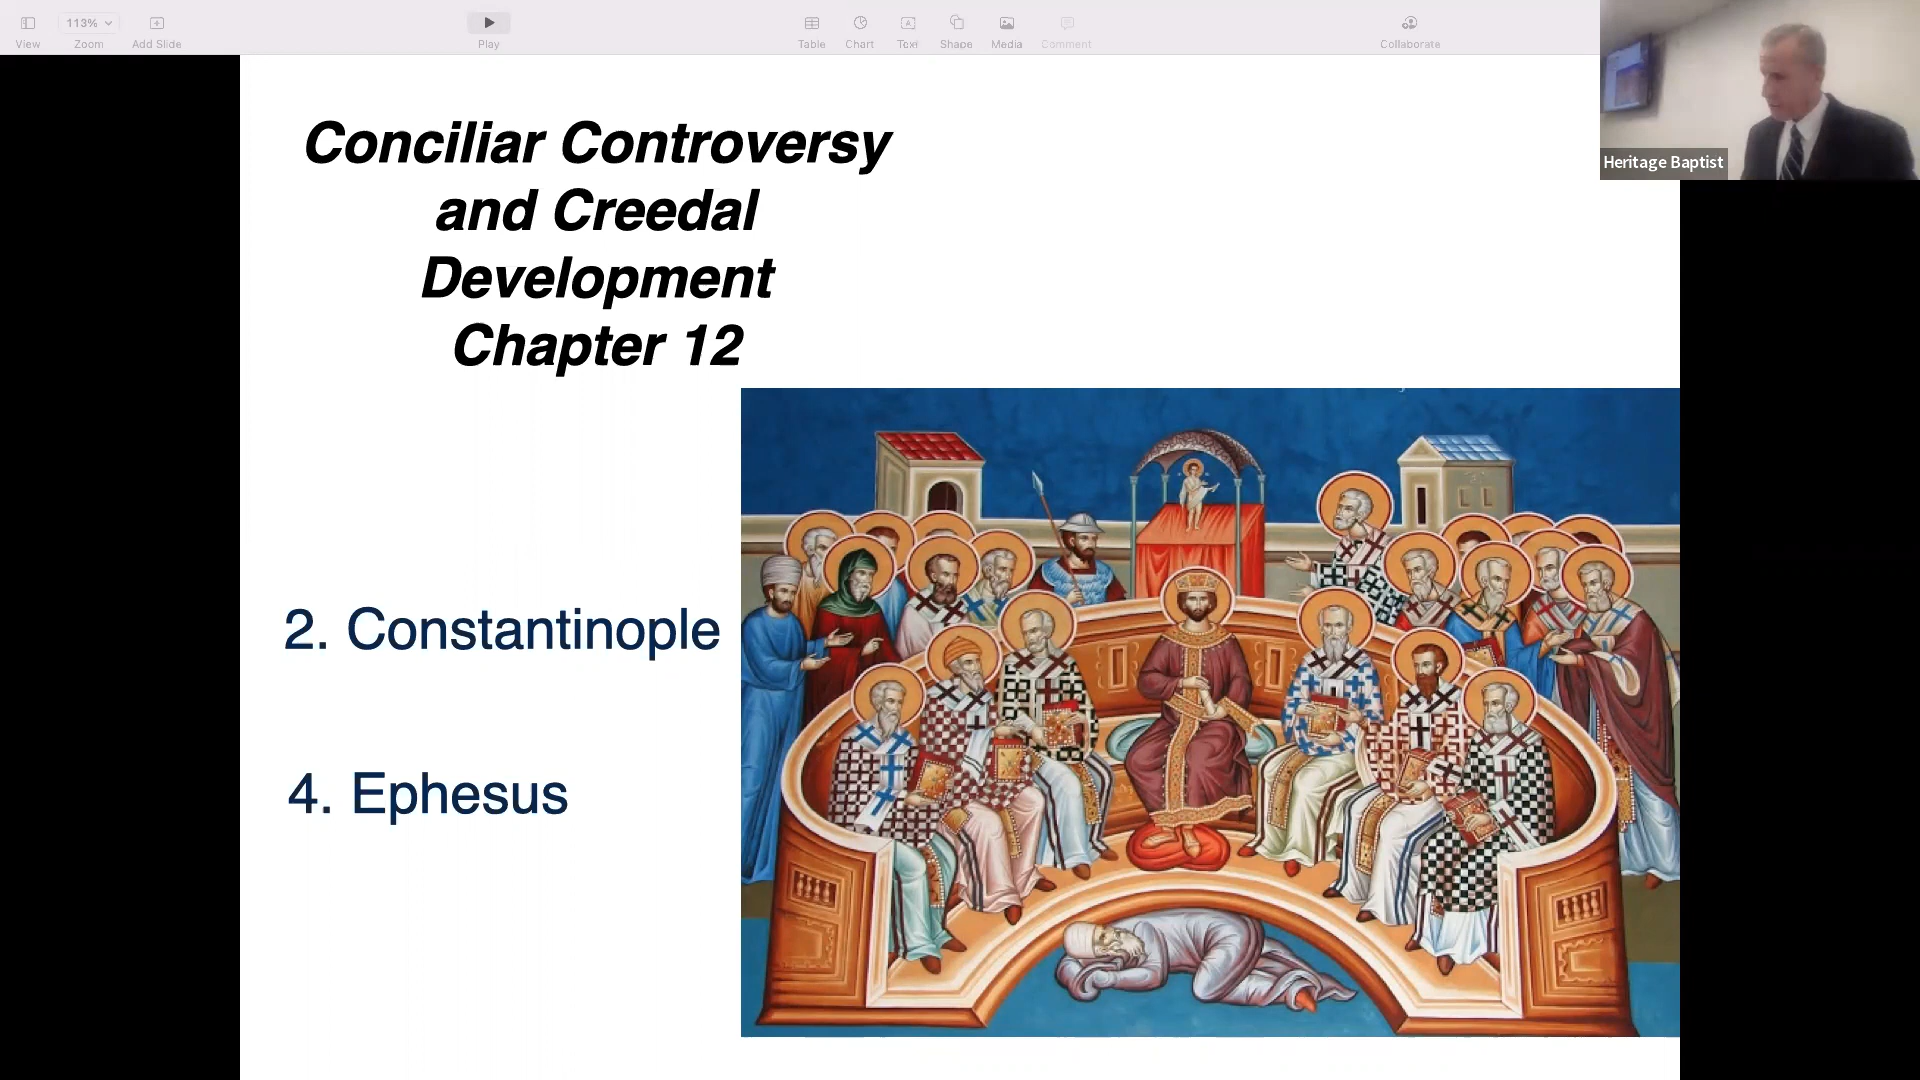 113%
View
Zoom
Add Slide
Play
Table
Chart
Text
Shape
Media
Comment
Collaborate
Heritage Baptist
Conciliar Controversy
and Creedal
Development
Chapter 12
2. Constantinople
4. Ephesus